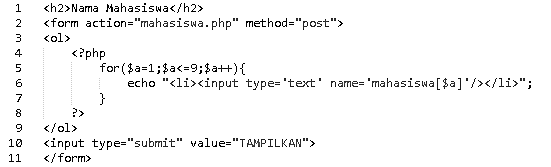 1 <h2>Nama Mahasiswa</h2>
2 <form action="mahasiswa.php" method="post">
3 <ol>
4 <?php
5 for($a=1;$a<=9;$a++){
6 echo "<li><input type='text' name='mahasiswa[$a]'/></li>";
7 }
8 ?>
9 </ol>
10 <input type="submit" value="TAMPILKAN">
11 </form>